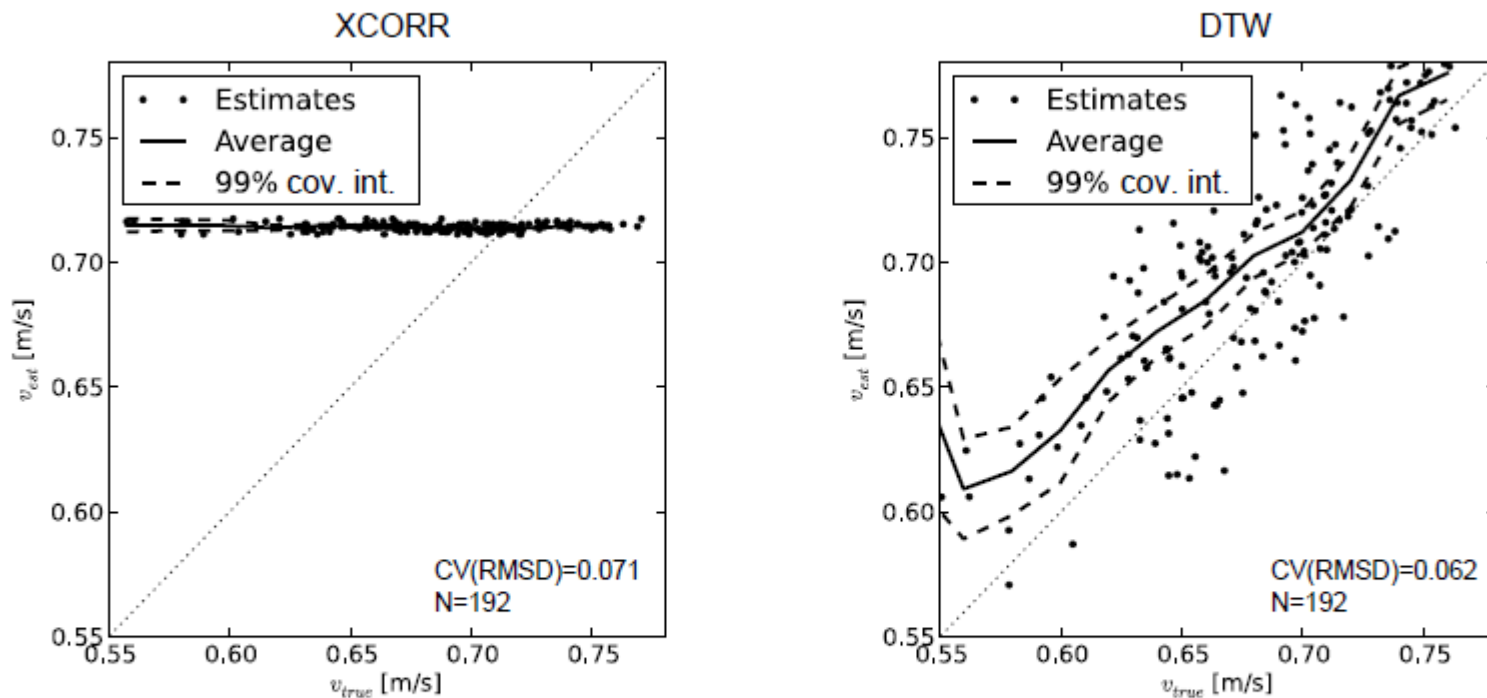 XCORR
Estimates
Average
99% cov. int.
0.75
0.70
0.65
0.60
0.55
v_est [m/s]
CV(RMSD)=0.071
N=192
0.55 0.60 0.65 0.70 0.75
v_true [m/s]
DTW
Estimates
Average
99% cov. int.
0.75
0.70
0.65
0.60
0.55
v_est [m/s]
CV(RMSD)=0.062
N=192
0.55 0.60 0.65 0.70 0.75
v_true [m/s]